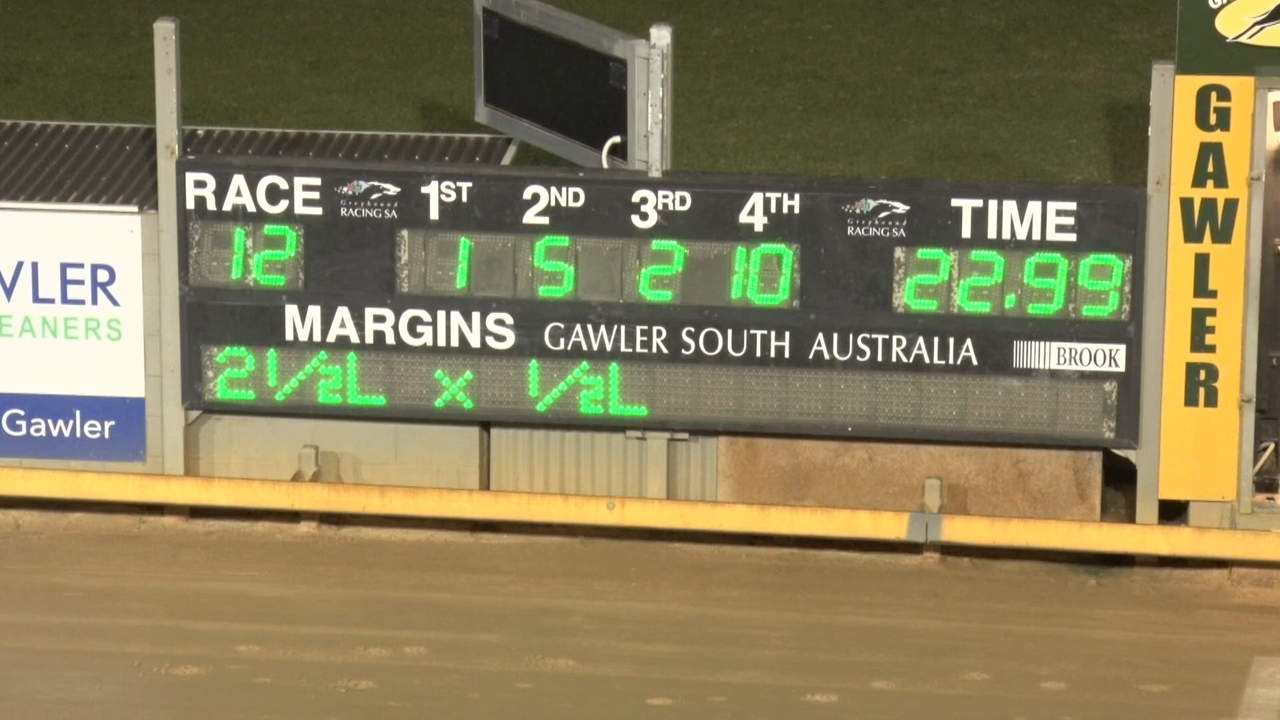 RACE Greyhound RACING SA 1ST 2ND 3RD 4TH Greyhound RACING SA TIME
12 1 5 2 10 22.99
MARGINS GAWLER SOUTH AUSTRALIA BROOK
2½L x ½L
GAWLER
VLER
EANERS
Gawler